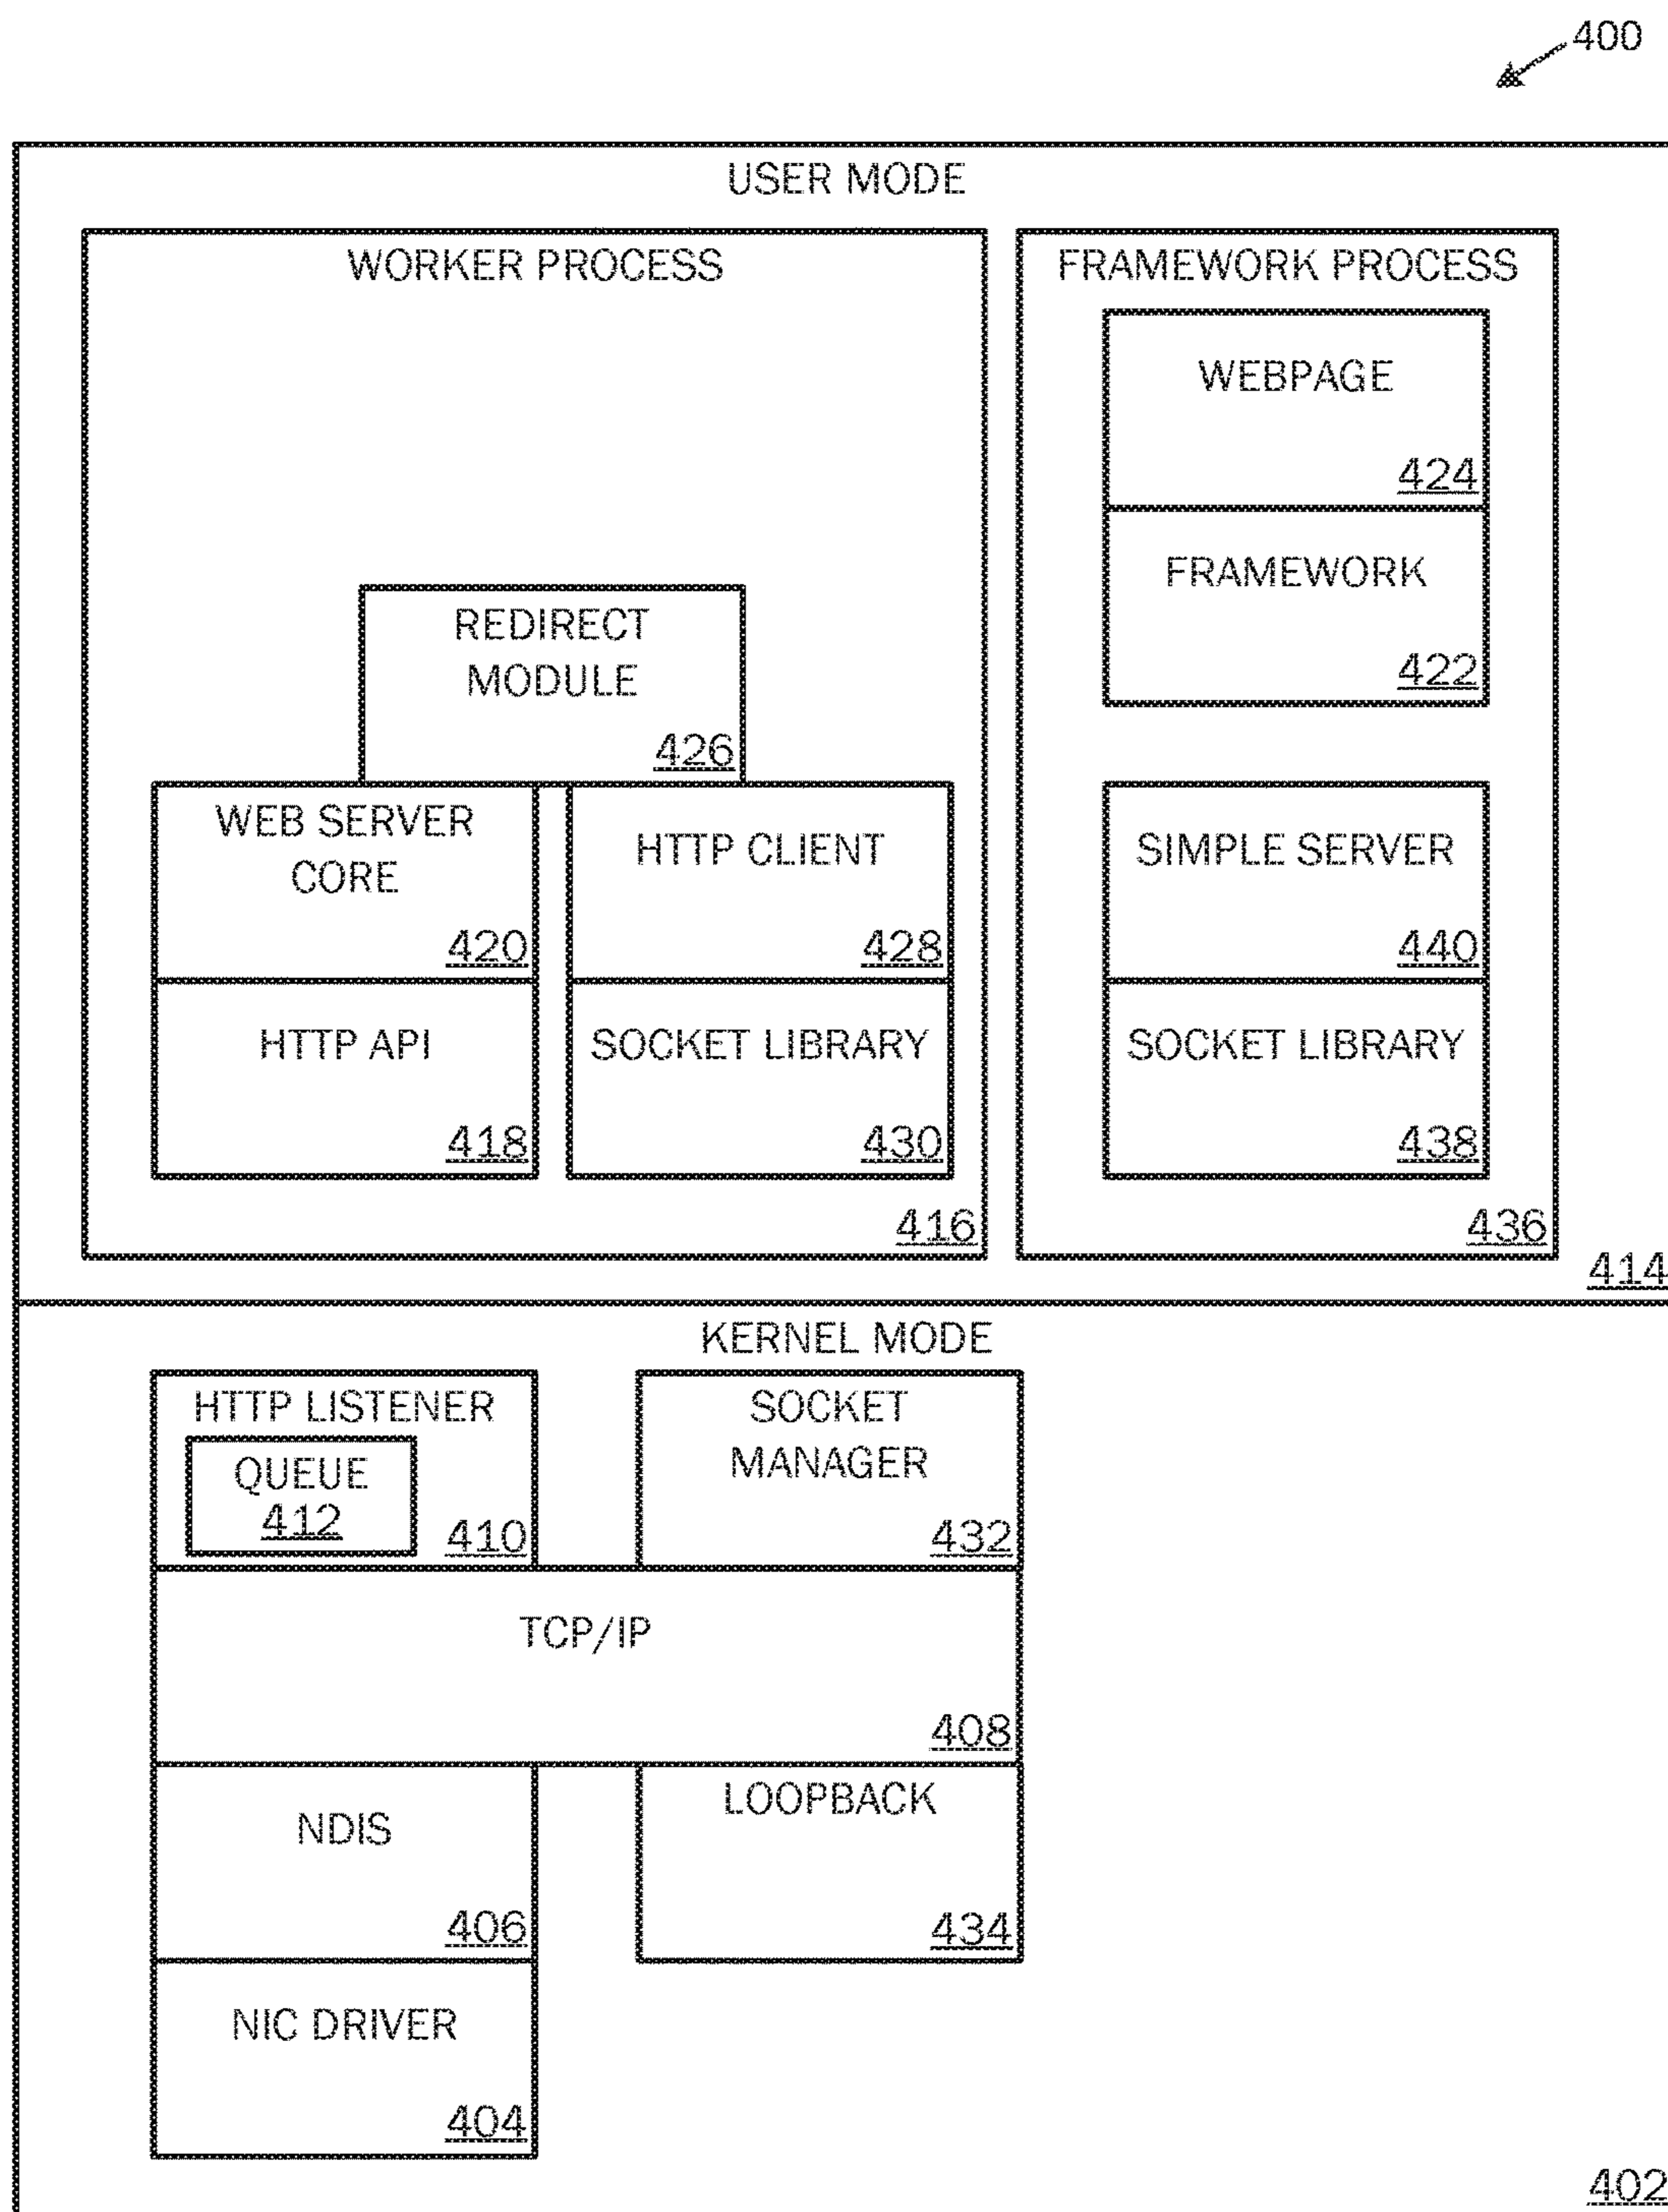 400
USER MODE
WORKER PROCESS
REDIRECT
MODULE
426
WEB SERVER
CORE
420
HTTP CLIENT
428
HTTP API
418
SOCKET LIBRARY
430
416
FRAMEWORK PROCESS
WEBPAGE
424
FRAMEWORK
422
SIMPLE SERVER
440
SOCKET LIBRARY
438
436
414
KERNEL MODE
HTTP LISTENER
QUEUE
412
410
SOCKET
MANAGER
432
TCP/IP
408
NDIS
406
LOOPBACK
434
NIC DRIVER
404
402